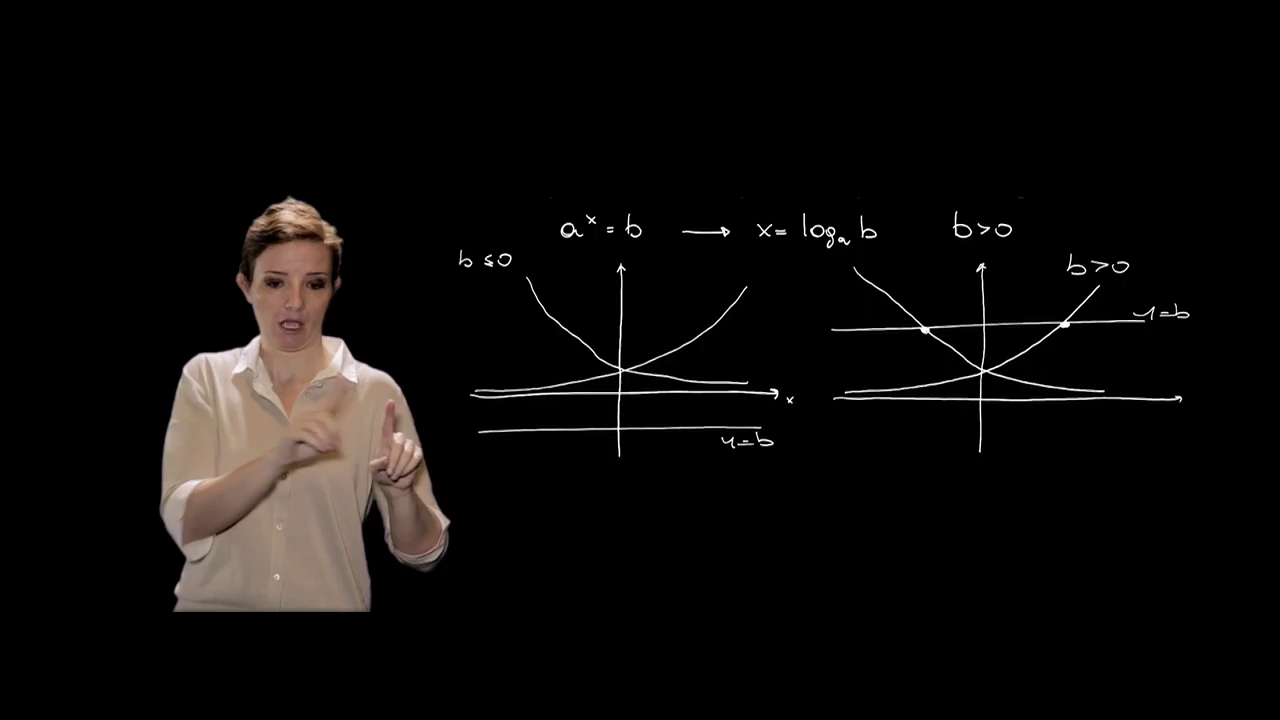 aˣ = b → x = logₐ b b > 0
b ≤ 0
b > 0
y = b
x
y = b